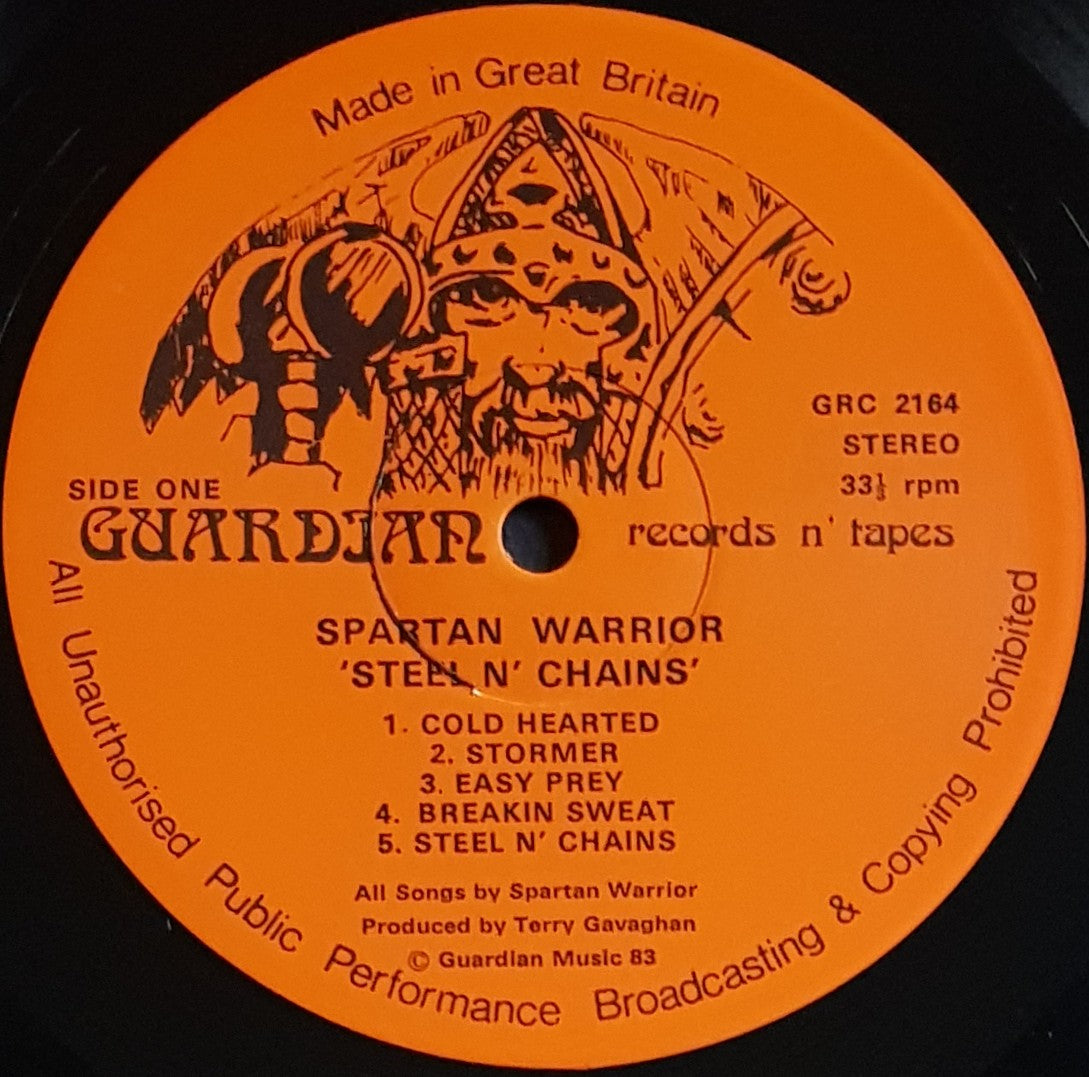 Made in Great Britain
GRC 2164
STEREO
33⅓ rpm
SIDE ONE
GUARDIAN records n' tapes
SPARTAN WARRIOR
'STEEL N' CHAINS'
1. COLD HEARTED
2. STORMER
3. EASY PREY
4. BREAKIN SWEAT
5. STEEL N' CHAINS
All Songs by Spartan Warrior
Produced by Terry Gavaghan
© Guardian Music 83
All Unauthorised Public Performance Broadcasting & Copying Prohibited